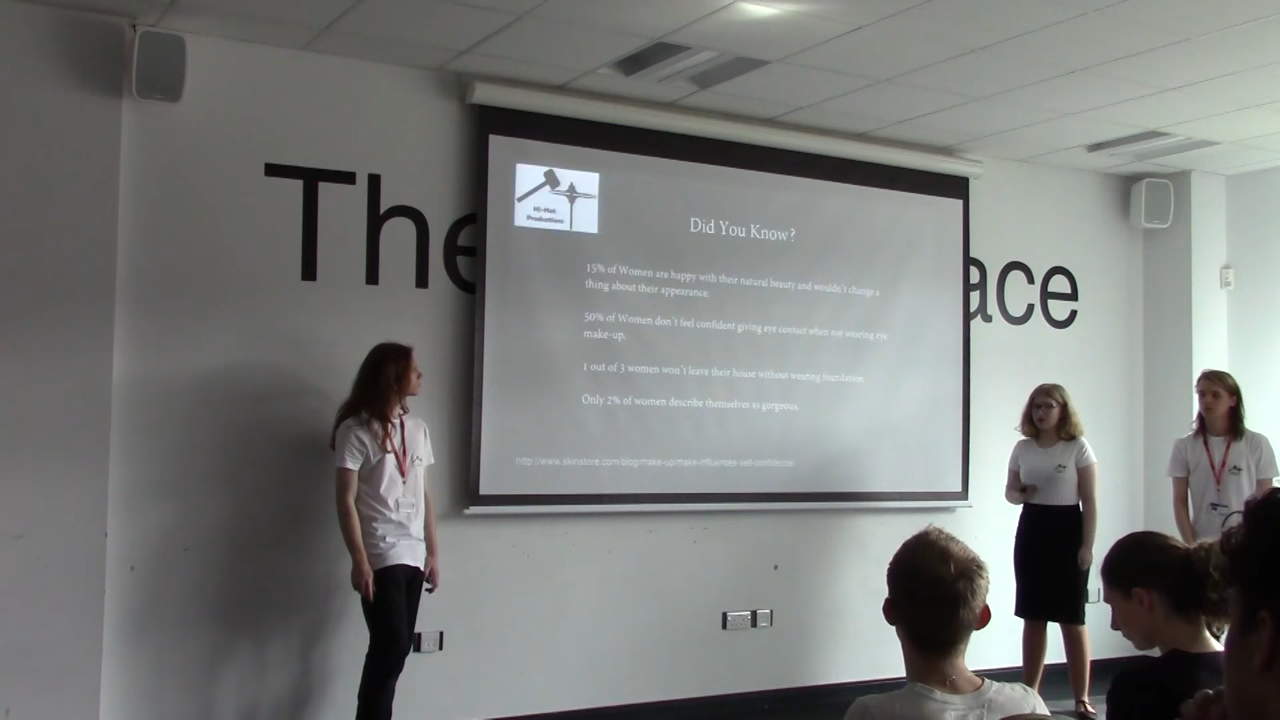 The
ace
Hi-Hat
Productions
Did You Know?
15% of Women are happy with their natural beauty and wouldn't change a
thing about their appearance.
50% of Women don't feel confident giving eye contact when not wearing eye
make-up.
1 out of 3 women won't leave their house without wearing foundation.
Only 2% of women describe themselves as gorgeous.
http://www.skinstore.com/blog/make-up/make-influences-self-confidence/